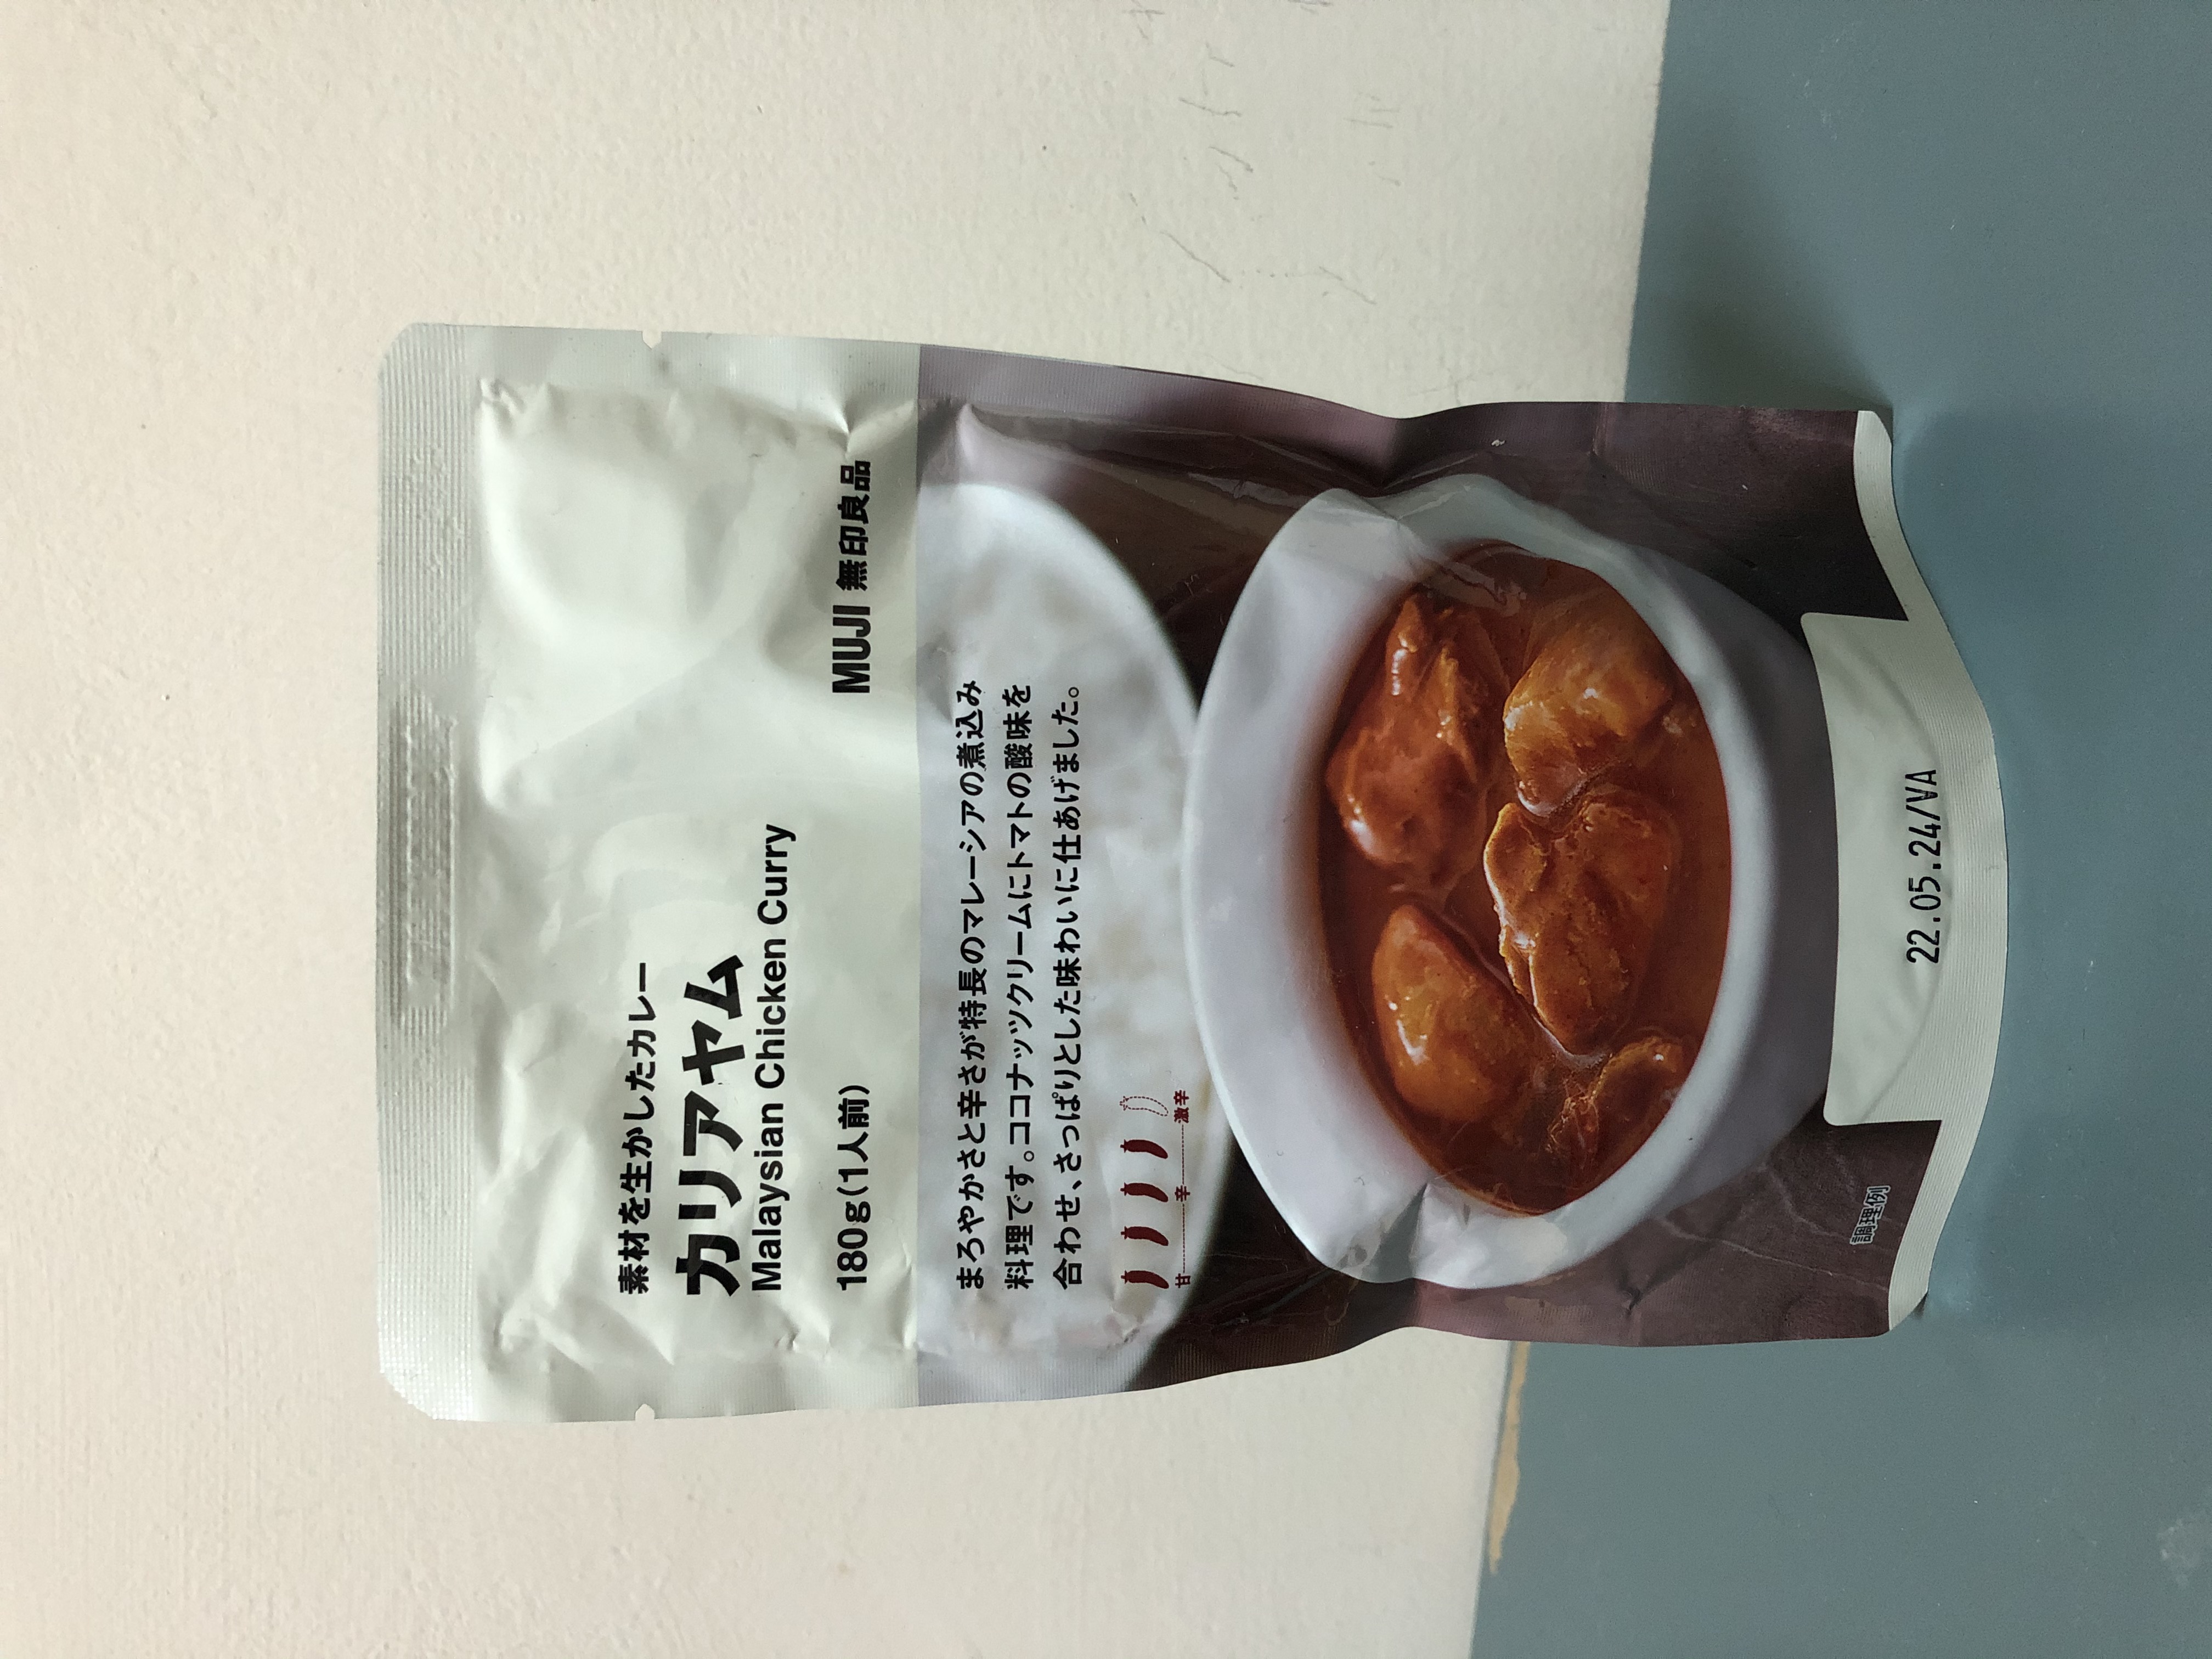 素材を生かしたカレー
カリアヤム
Malaysian Chicken Curry
180g(1人前)
MUJI 無印良品
まろやかさと辛さが特長のマレーシアの煮込み
料理です。ココナッツクリームにトマトの酸味を
合わせ、さっぱりとした味わいに仕あげました。
甘 辛 激辛
調理例
22.05.24/VA